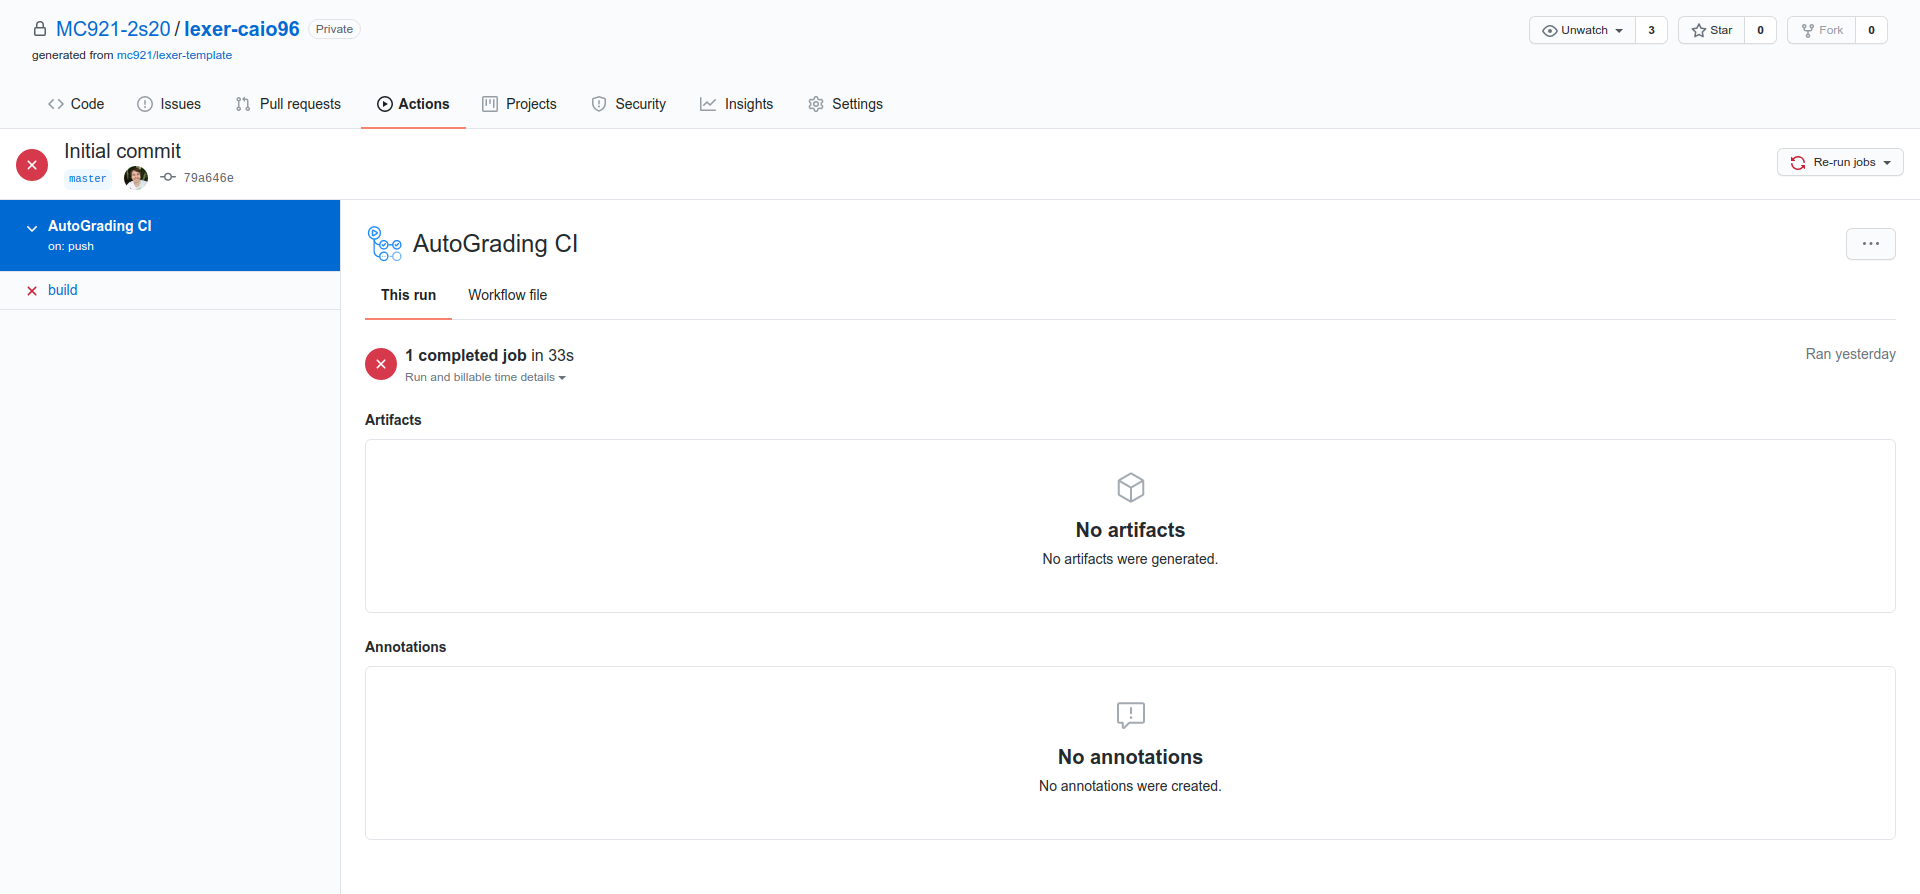 MC921-2s20 / lexer-caio96 Private
Unwatch 3 Star 0 Fork 0
generated from mc921/lexer-template
Code Issues Pull requests Actions Projects Security Insights Settings
Initial commit
master 79a646e
Re-run jobs
AutoGrading CI
on: push
build
AutoGrading CI
This run Workflow file
1 completed job in 33s
Ran yesterday
Run and billable time details
Artifacts
No artifacts
No artifacts were generated.
Annotations
No annotations
No annotations were created.